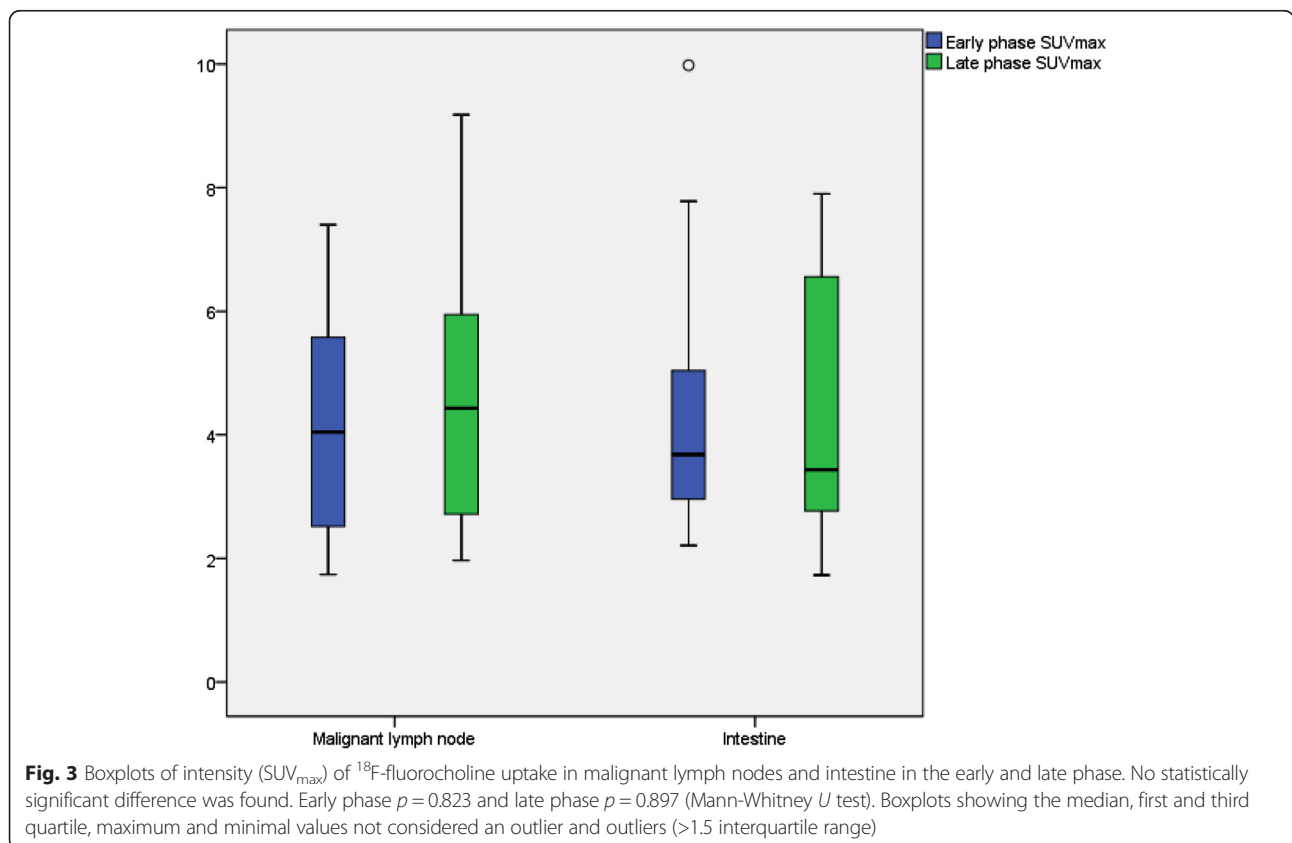 Early phase SUVmax
Late phase SUVmax
10
8
6
4
2
0
Malignant lymph node
Intestine
Fig. 3 Boxplots of intensity (SUVmax) of 18F-fluorocholine uptake in malignant lymph nodes and intestine in the early and late phase. No statistically
significant difference was found. Early phase p = 0.823 and late phase p = 0.897 (Mann-Whitney U test). Boxplots showing the median, first and third
quartile, maximum and minimal values not considered an outlier and outliers (>1.5 interquartile range)